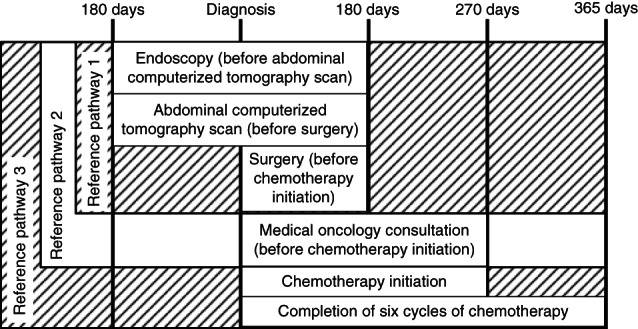 180 days Diagnosis 180 days 270 days 365 days
Reference pathway 3
Reference pathway 2
Reference pathway 1
Endoscopy (before abdominal
computerized tomography scan)
Abdominal computerized
tomography scan (before surgery)
Surgery (before
chemotherapy
initiation)
Medical oncology consultation
(before chemotherapy initiation)
Chemotherapy initiation
Completion of six cycles of chemotherapy